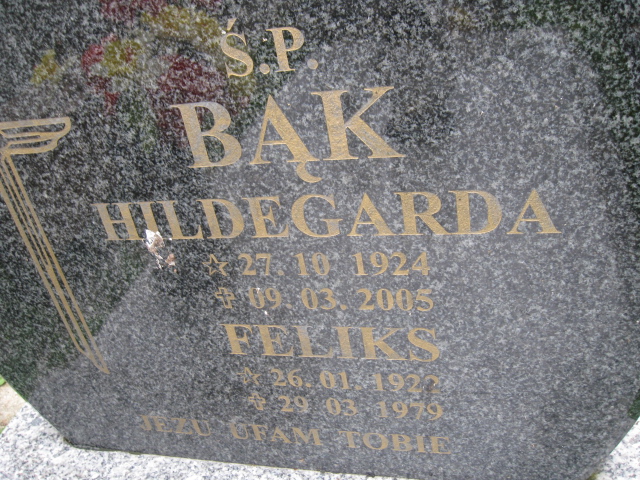 Ś.P.
BĄK
HILDEGARDA
☆ 27. 10 1924
✝ 09. 03. 2005
FELIKS
☆ 26. 01. 1922
✝ 29 03 1979
JEZU UFAM TOBIE